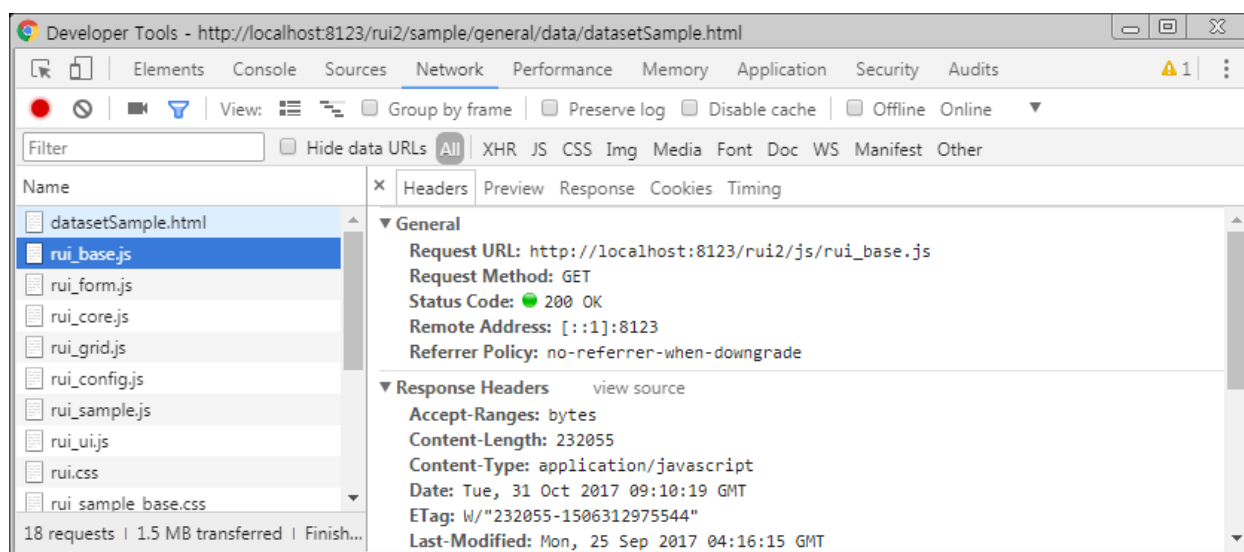 Developer Tools - http://localhost:8123/rui2/sample/general/data/datasetSample.html
Elements Console Sources Network Performance Memory Application Security Audits 1
View: Group by frame Preserve log Disable cache Offline Online
Filter Hide data URLs All XHR JS CSS Img Media Font Doc WS Manifest Other
Name
datasetSample.html
rui_base.js
rui_form.js
rui_core.js
rui_grid.js
rui_config.js
rui_sample.js
rui_ui.js
rui.css
rui_sample_base.css
18 requests | 1.5 MB transferred | Finish...
× Headers Preview Response Cookies Timing
General
Request URL: http://localhost:8123/rui2/js/rui_base.js
Request Method: GET
Status Code: 200 OK
Remote Address: [::1]:8123
Referrer Policy: no-referrer-when-downgrade
Response Headers view source
Accept-Ranges: bytes
Content-Length: 232055
Content-Type: application/javascript
Date: Tue, 31 Oct 2017 09:10:19 GMT
ETag: W/"232055-1506312975544"
Last-Modified: Mon, 25 Sep 2017 04:16:15 GMT